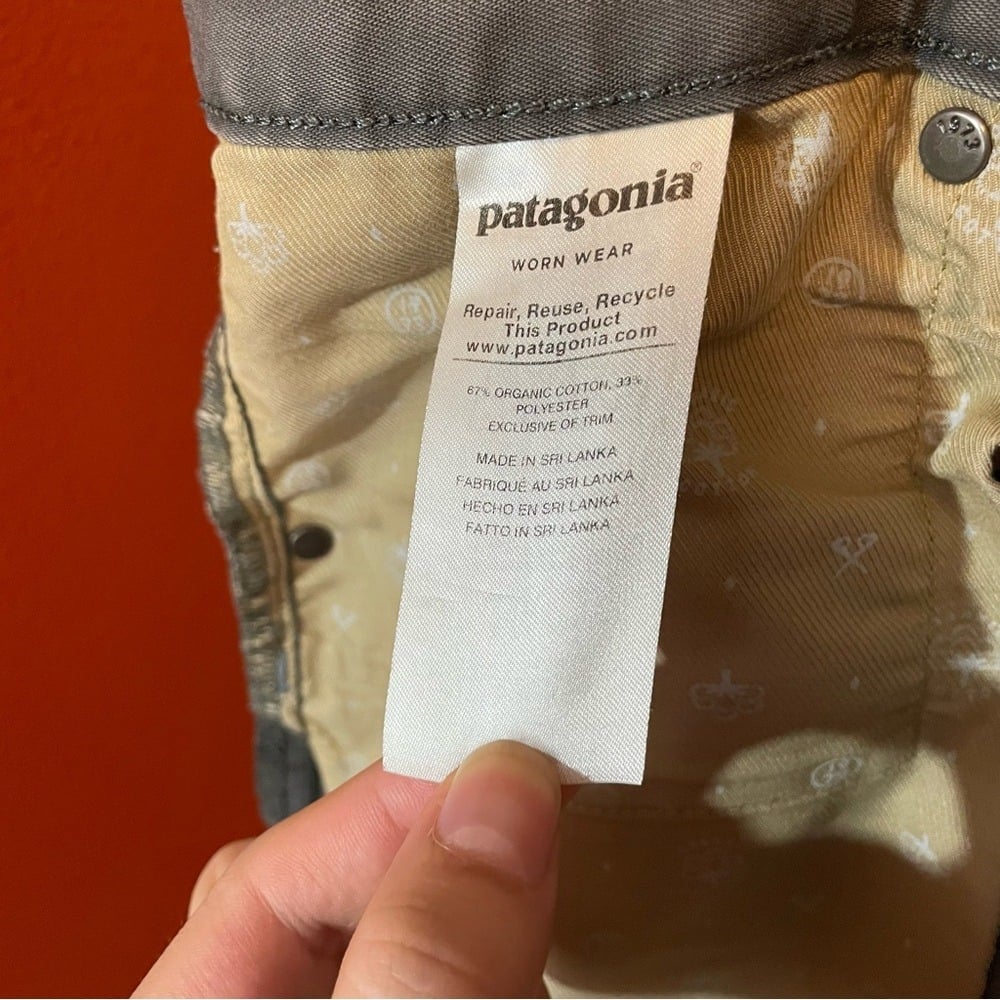 patagonia®
WORN WEAR
Repair, Reuse, Recycle
This Product
www.patagonia.com
67% ORGANIC COTTON, 33%
POLYESTER
EXCLUSIVE OF TRIM
MADE IN SRI LANKA
FABRIQUÉ AU SRI LANKA
HECHO EN SRI LANKA
FATTO IN SRI LANKA
1973